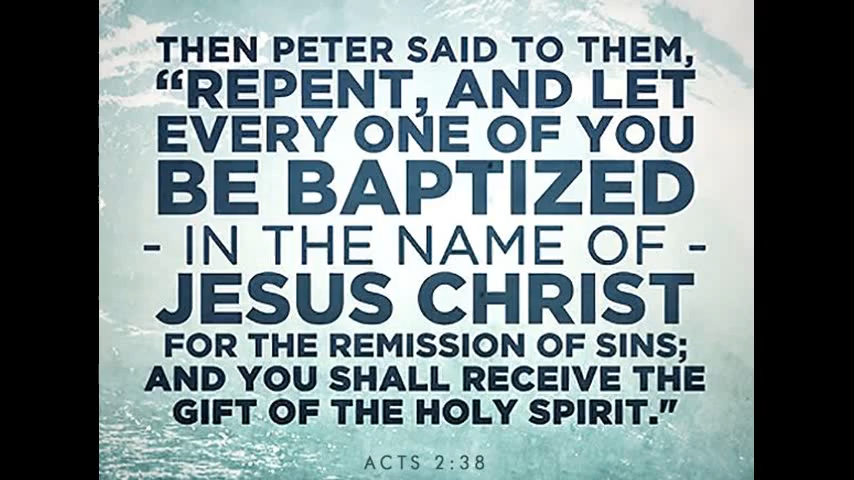 THEN PETER SAID TO THEM,
“REPENT, AND LET
EVERY ONE OF YOU
BE BAPTIZED
- IN THE NAME OF -
JESUS CHRIST
FOR THE REMISSION OF SINS;
AND YOU SHALL RECEIVE THE
GIFT OF THE HOLY SPIRIT."
ACTS 2:38